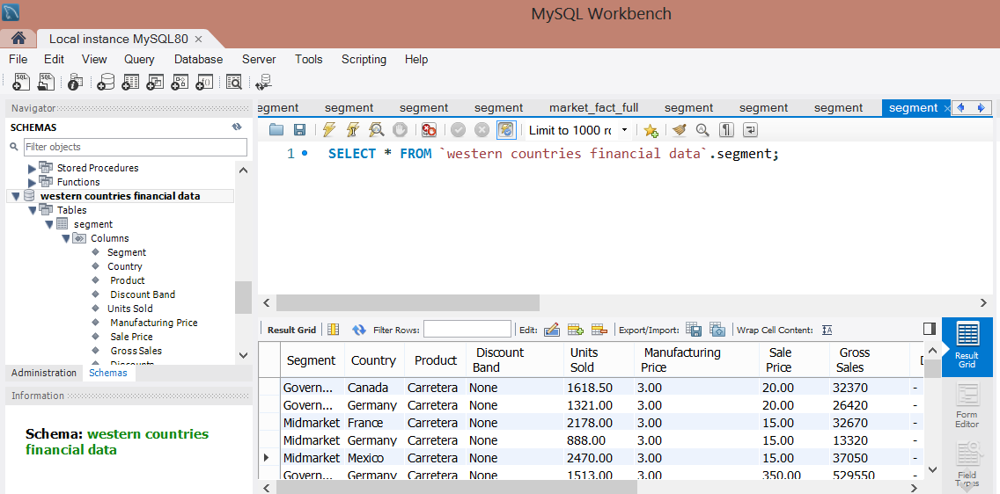 MySQL Workbench
Local instance MySQL80 ×
File Edit View Query Database Server Tools Scripting Help
Navigator
SCHEMAS
Filter objects
Stored Procedures
Functions
western countries financial data
Tables
segment
Columns
Segment
Country
Product
Discount Band
Units Sold
Manufacturing Price
Sale Price
Gross Sales
Discounts
Administration Schemas
Information
Schema: western countries
financial data
egment segment segment segment market_fact_full segment segment segment segment ×
Limit to 1000 r
1 SELECT * FROM `western countries financial data`.segment;
Result Grid Filter Rows: Edit: Export/Import: Wrap Cell Content:
Segment Country Product Discount Band Units Sold Manufacturing Price Sale Price Gross Sales
Govern... Canada Carretera None 1618.50 3.00 20.00 32370 -
Govern... Germany Carretera None 1321.00 3.00 20.00 26420 -
Midmarket France Carretera None 2178.00 3.00 15.00 32670 -
Midmarket Germany Carretera None 888.00 3.00 15.00 13320 -
Midmarket Mexico Carretera None 2470.00 3.00 15.00 37050 -
Govern... Germany Carretera None 1513.00 3.00 350.00 529550 -
Result
Grid
Form
Editor
Field
Types